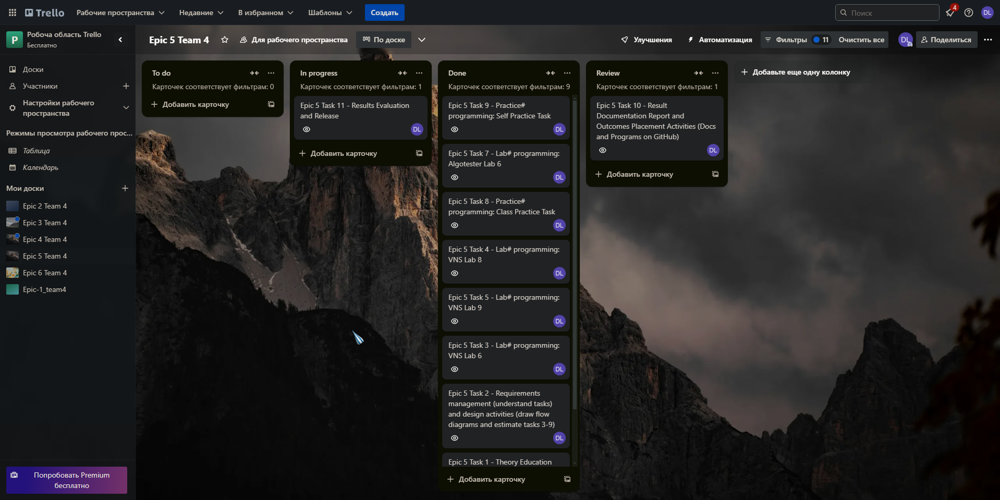 Trello
Рабочие пространства
Недавние
В избранном
Шаблоны
Создать
Поиск
4
DL
P
Робоча область Trello
Бесплатно
Epic 5 Team 4
Для рабочего пространства
По доске
Улучшения
Автоматизация
Фильтры
11
Очистить все
DL
Поделиться
Доски
Участники
Настройки рабочего
пространства
Режимы просмотра рабочего прос...
Таблица
Календарь
Мои доски
Epic 2 Team 4
Epic 3 Team 4
Epic 4 Team 4
Epic 5 Team 4
Epic 6 Team 4
Epic-1_team4
Попробовать Premium
бесплатно
To do
Карточек соответствует фильтрам: 0
Добавить карточку
In progress
Карточек соответствует фильтрам: 1
Epic 5 Task 11 - Results Evaluation
and Release
DL
Добавить карточку
Done
Карточек соответствует фильтрам: 9
Epic 5 Task 9 - Practice#
programming: Self Practice Task
DL
Epic 5 Task 7 - Lab# programming:
Algotester Lab 6
DL
Epic 5 Task 8 - Practice#
programming: Class Practice Task
DL
Epic 5 Task 4 - Lab# programming:
VNS Lab 8
DL
Epic 5 Task 5 - Lab# programming:
VNS Lab 9
DL
Epic 5 Task 3 - Lab# programming:
VNS Lab 6
DL
Epic 5 Task 2 - Requirements
management (understand tasks)
and design activities (draw flow
diagrams and estimate tasks 3-9)
DL
Epic 5 Task 1 - Theory Education
Добавить карточку
Review
Карточек соответствует фильтрам: 1
Epic 5 Task 10 - Result
Documentation Report and
Outcomes Placement Activities (Docs
and Programs on GitHub)
DL
Добавить карточку
Добавьте еще одну колонку